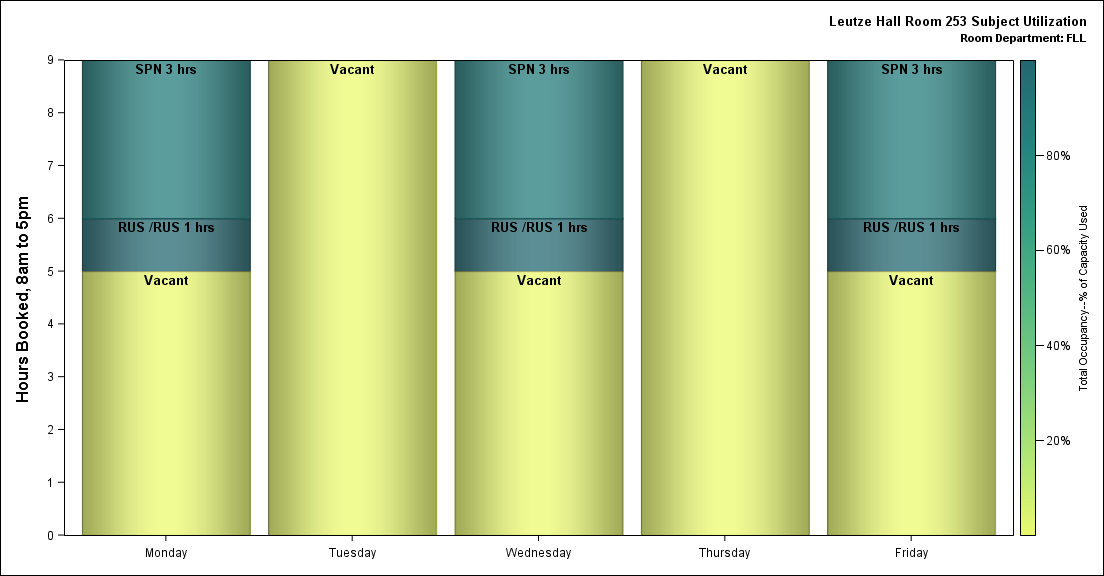 Leutze Hall Room 253 Subject Utilization
Room Department: FLL
Hours Booked, 8am to 5pm
9
8
7
6
5
4
3
2
1
0
SPN 3 hrs
RUS /RUS 1 hrs
Vacant
Vacant
SPN 3 hrs
RUS /RUS 1 hrs
Vacant
Vacant
SPN 3 hrs
RUS /RUS 1 hrs
Vacant
Monday
Tuesday
Wednesday
Thursday
Friday
80%
60%
40%
20%
Total Occupancy--% of Capacity Used